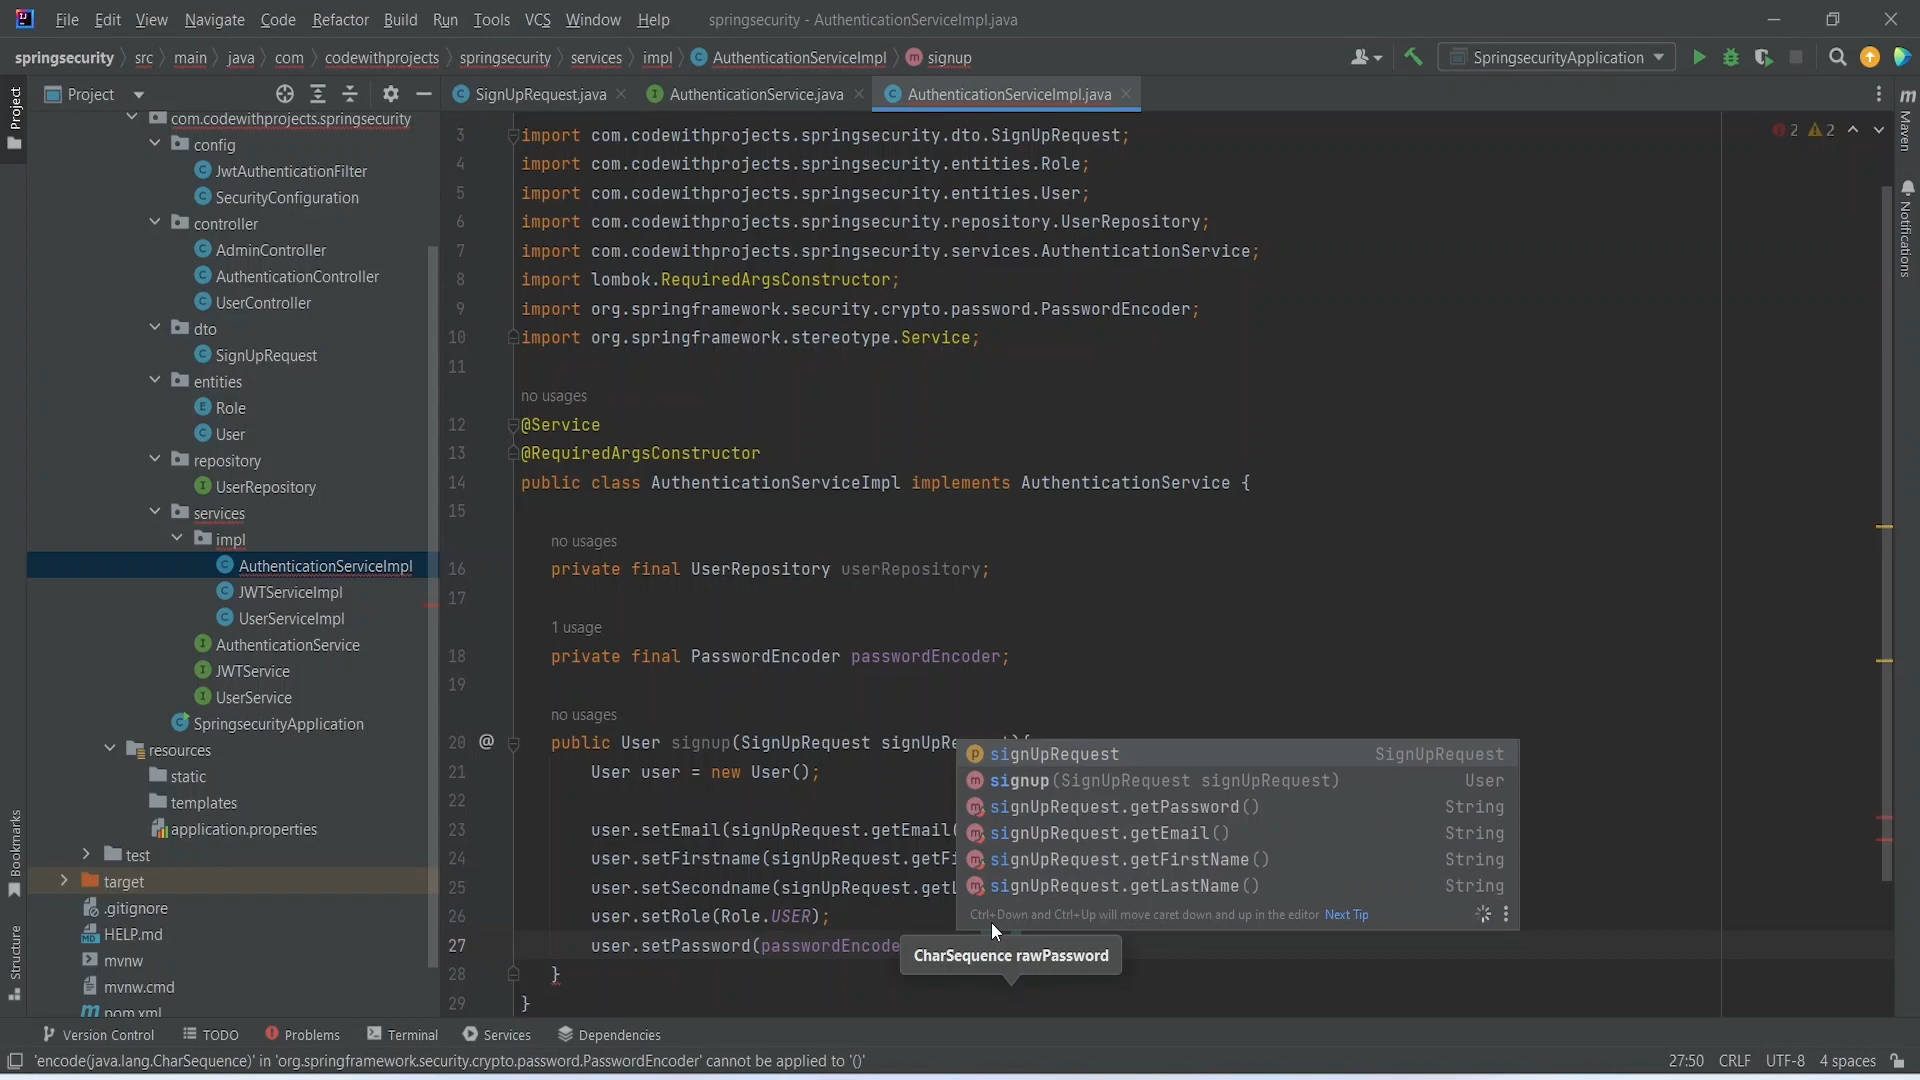 File Edit View Navigate Code Refactor Build Run Tools VCS Window Help springsecurity - AuthenticationServiceImpl.java
springsecurity src main java com codewithprojects springsecurity services impl AuthenticationServiceImpl signup SpringsecurityApplication
Project SignUpRequest.java AuthenticationService.java AuthenticationServiceImpl.java
Project
Maven
Notifications
Bookmarks
Structure
com.codewithprojects.springsecurity
config
JwtAuthenticationFilter
SecurityConfiguration
controller
AdminController
AuthenticationController
UserController
dto
SignUpRequest
entities
Role
User
repository
UserRepository
services
impl
AuthenticationServiceImpl
JWTServiceImpl
UserServiceImpl
AuthenticationService
JWTService
UserService
SpringsecurityApplication
resources
static
templates
application.properties
test
target
.gitignore
HELP.md
mvnw
mvnw.cmd
pom.xml
2 2
3 import com.codewithprojects.springsecurity.dto.SignUpRequest;
4 import com.codewithprojects.springsecurity.entities.Role;
5 import com.codewithprojects.springsecurity.entities.User;
6 import com.codewithprojects.springsecurity.repository.UserRepository;
7 import com.codewithprojects.springsecurity.services.AuthenticationService;
8 import lombok.RequiredArgsConstructor;
9 import org.springframework.security.crypto.password.PasswordEncoder;
10 import org.springframework.stereotype.Service;
11
no usages
12 @Service
13 @RequiredArgsConstructor
14 public class AuthenticationServiceImpl implements AuthenticationService {
15
no usages
16 private final UserRepository userRepository;
17
1 usage
18 private final PasswordEncoder passwordEncoder;
19
no usages
20 @ public User signup(SignUpRequest signUpRequest){
21 User user = new User();
22
23 user.setEmail(signUpRequest.getEmail(
24 user.setFirstname(signUpRequest.getFi
25 user.setSecondname(signUpRequest.getL
26 user.setRole(Role.USER);
27 user.setPassword(passwordEncode
28 }
29 }
signUpRequest SignUpRequest
signup(SignUpRequest signUpRequest) User
signUpRequest.getPassword() String
signUpRequest.getEmail() String
signUpRequest.getFirstName() String
signUpRequest.getLastName() String
Ctrl+Down and Ctrl+Up will move caret down and up in the editor Next Tip
CharSequence rawPassword
Version Control TODO Problems Terminal Services Dependencies
'encode(java.lang.CharSequence)' in 'org.springframework.security.crypto.password.PasswordEncoder' cannot be applied to '()' 27:50 CRLF UTF-8 4 spaces